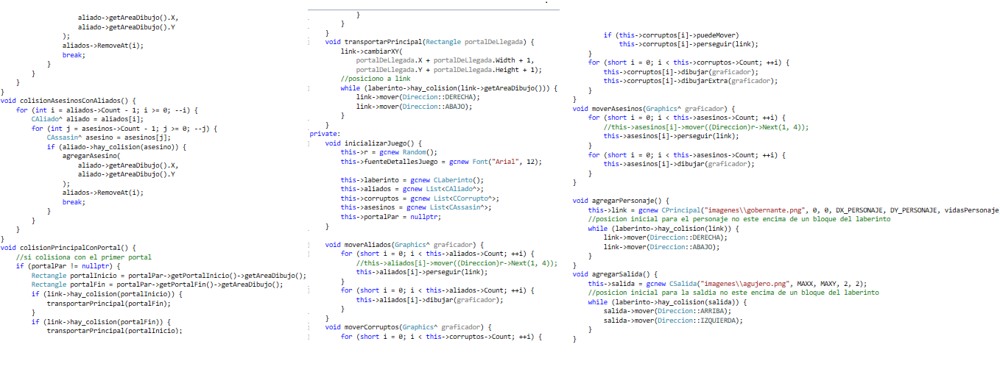 aliado->getAreaDibujo().X,
                    aliado->getAreaDibujo().Y
                );
                aliados->RemoveAt(i);
                break;
            }
        }
    }
}
void colisionAsesinosConAliados() {
    for (int i = aliados->Count - 1; i >= 0; --i) {
        CAliado^ aliado = aliados[i];
        for (int j = asesinos->Count - 1; j >= 0; --j) {
            CAssasin^ asesino = asesinos[j];
            if (aliado->hay_colision(asesino)) {
                agregarAsesino(
                    aliado->getAreaDibujo().X,
                    aliado->getAreaDibujo().Y
                );
                aliados->RemoveAt(i);
                break;
            }
        }
    }
}
void colisionPrincipalConPortal() {
    //si colisiona con el primer portal
    if (portalPar != nullptr) {
        Rectangle portalInicio = portalPar->getPortalInicio()->getAreaDibujo();
        Rectangle portalFin = portalPar->getPortalFin()->getAreaDibujo();
        if (link->hay_colision(portalInicio)) {
            transportarPrincipal(portalFin);
        }
        if (link->hay_colision(portalFin)) {
            transportarPrincipal(portalInicio);
            }
        }
    }
    void transportarPrincipal(Rectangle portalDeLlegada) {
        link->cambiarXY(
            portalDeLlegada.X + portalDeLlegada.Width + 1,
            portalDeLlegada.Y + portalDeLlegada.Height + 1);
        //posiciono a link
        while (laberinto->hay_colision(link->getAreaDibujo())) {
            link->mover(Direccion::DERECHA);
            link->mover(Direccion::ABAJO);
        }
    }
private:
    void inicializarJuego() {
        this->r = gcnew Random();
        this->fuenteDetallesJuego = gcnew Font("Arial", 12);

        this->laberinto = gcnew CLaberinto();
        this->aliados = gcnew List<CAliado^>;
        this->corruptos = gcnew List<CCorrupto^>;
        this->asesinos = gcnew List<CAssasin^>;
        this->portalPar = nullptr;
    }

    void moverAliados(Graphics^ graficador) {
        for (short i = 0; i < this->aliados->Count; ++i) {
            //this->aliados[i]->mover((Direccion)r->Next(1, 4));
            this->aliados[i]->perseguir(link);
        }
        for (short i = 0; i < this->aliados->Count; ++i) {
            this->aliados[i]->dibujar(graficador);
        }
    }
    void moverCorruptos(Graphics^ graficador) {
        for (short i = 0; i < this->corruptos->Count; ++i) {
        if (this->corruptos[i]->puedeMover)
            this->corruptos[i]->perseguir(link);
    }
    for (short i = 0; i < this->corruptos->Count; ++i) {
        this->corruptos[i]->dibujar(graficador);
        this->corruptos[i]->dibujarExtra(graficador);
    }
}
void moverAsesinos(Graphics^ graficador) {
    for (short i = 0; i < this->asesinos->Count; ++i) {
        //this->asesinos[i]->mover((Direccion)r->Next(1, 4));
        this->asesinos[i]->perseguir(link);
    }
    for (short i = 0; i < this->asesinos->Count; ++i) {
        this->asesinos[i]->dibujar(graficador);
    }
}

void agregarPersonaje() {
    this->link = gcnew CPrincipal("imagenes\\gobernante.png", 0, 0, DX_PERSONAJE, DY_PERSONAJE, vidasPersonaje
    //posicion inicial para el personaje no este encima de un bloque del laberinto
    while (laberinto->hay_colision(link)) {
        link->mover(Direccion::DERECHA);
        link->mover(Direccion::ABAJO);
    }
}
void agregarSalida() {
    this->salida = gcnew CSalida("imagenes\\agujero.png", MAXX, MAXY, 2, 2);
    //posicion inicial para la saldia no este encima de un bloque del laberinto
    while (laberinto->hay_colision(salida)) {
        salida->mover(Direccion::ARRIBA);
        salida->mover(Direccion::IZQUIERDA);
    }
}